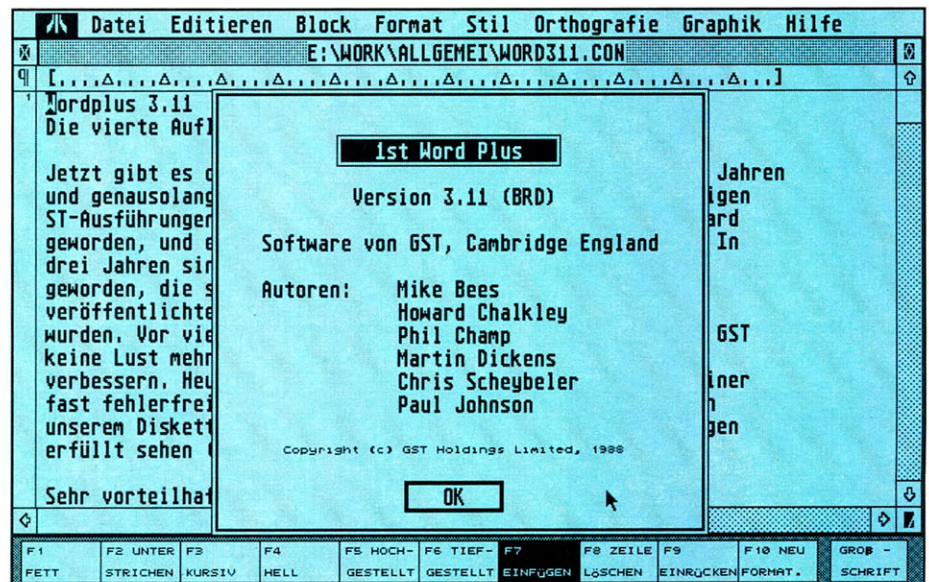 Datei Editieren Block Format Stil Orthografie Graphik Hilfe
E:\WORK\ALLGEMEI\WORD311.CON
Wordplus 3.11
Die vierte Aufl
Jetzt gibt es d
Jahren
und genausolang
igen
ST-Ausführungen
ard
geworden, und e
In
drei Jahren sin
geworden, die s
veröffentlichte
wurden. Vor vie
GST
keine Lust mehr
verbessern. Heu
iner
fast fehlerfrei
n
unserem Diskett
gen
erfüllt sehen
Sehr vorteilhaf
1st Word Plus
Version 3.11 (BRD)
Software von GST, Cambridge England
Autoren: Mike Bees
Howard Chalkley
Phil Champ
Martin Dickens
Chris Scheybeler
Paul Johnson
Copyright (c) GST Holdings Limited, 1988
OK
F1 FETT
F2 UNTER STRICHEN
F3 KURSIV
F4 HELL
F5 HOCH- GESTELLT
F6 TIEF- GESTELLT
F7 EINFÜGEN
F8 ZEILE LÖSCHEN
F9 EINRÜCKEN
F10 NEU FORMAT.
GROß - SCHRIFT